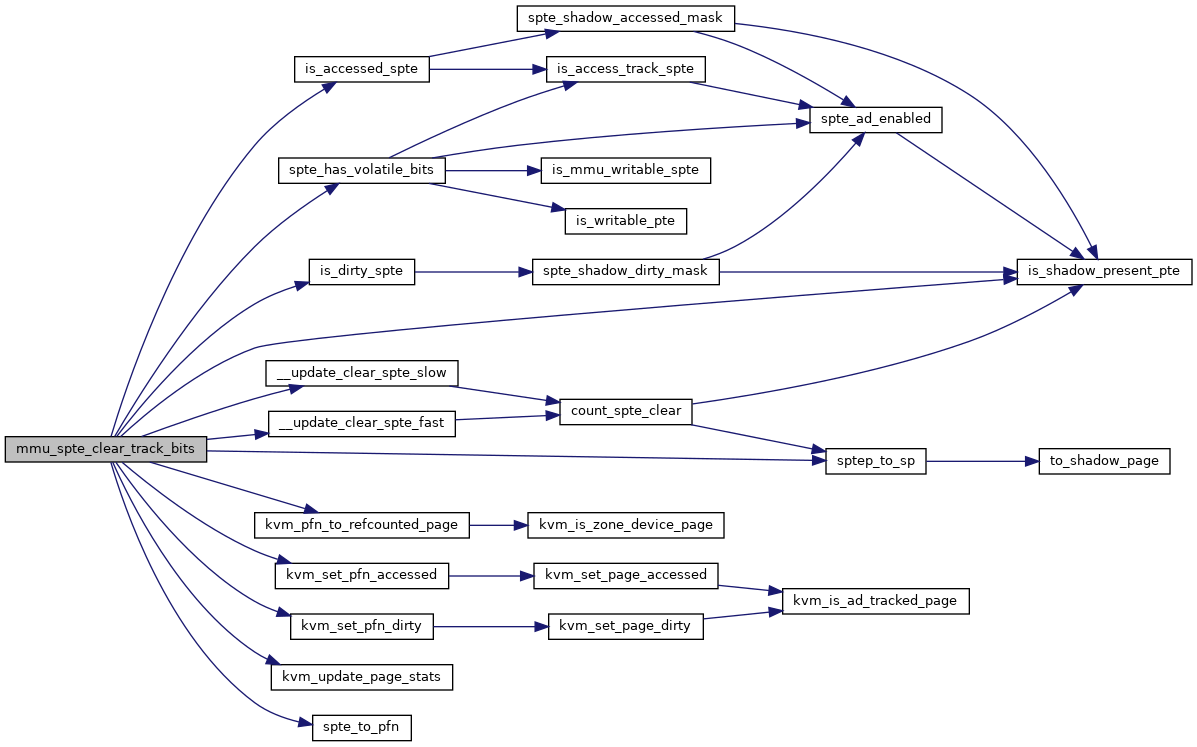 spte_shadow_accessed_mask
is_accessed_spte
is_access_track_spte
spte_ad_enabled
spte_has_volatile_bits
is_mmu_writable_spte
is_writable_pte
is_dirty_spte
spte_shadow_dirty_mask
is_shadow_present_pte
__update_clear_spte_slow
count_spte_clear
__update_clear_spte_fast
mmu_spte_clear_track_bits
sptep_to_sp
to_shadow_page
kvm_pfn_to_refcounted_page
kvm_is_zone_device_page
kvm_set_pfn_accessed
kvm_set_page_accessed
kvm_is_ad_tracked_page
kvm_set_pfn_dirty
kvm_set_page_dirty
kvm_update_page_stats
spte_to_pfn